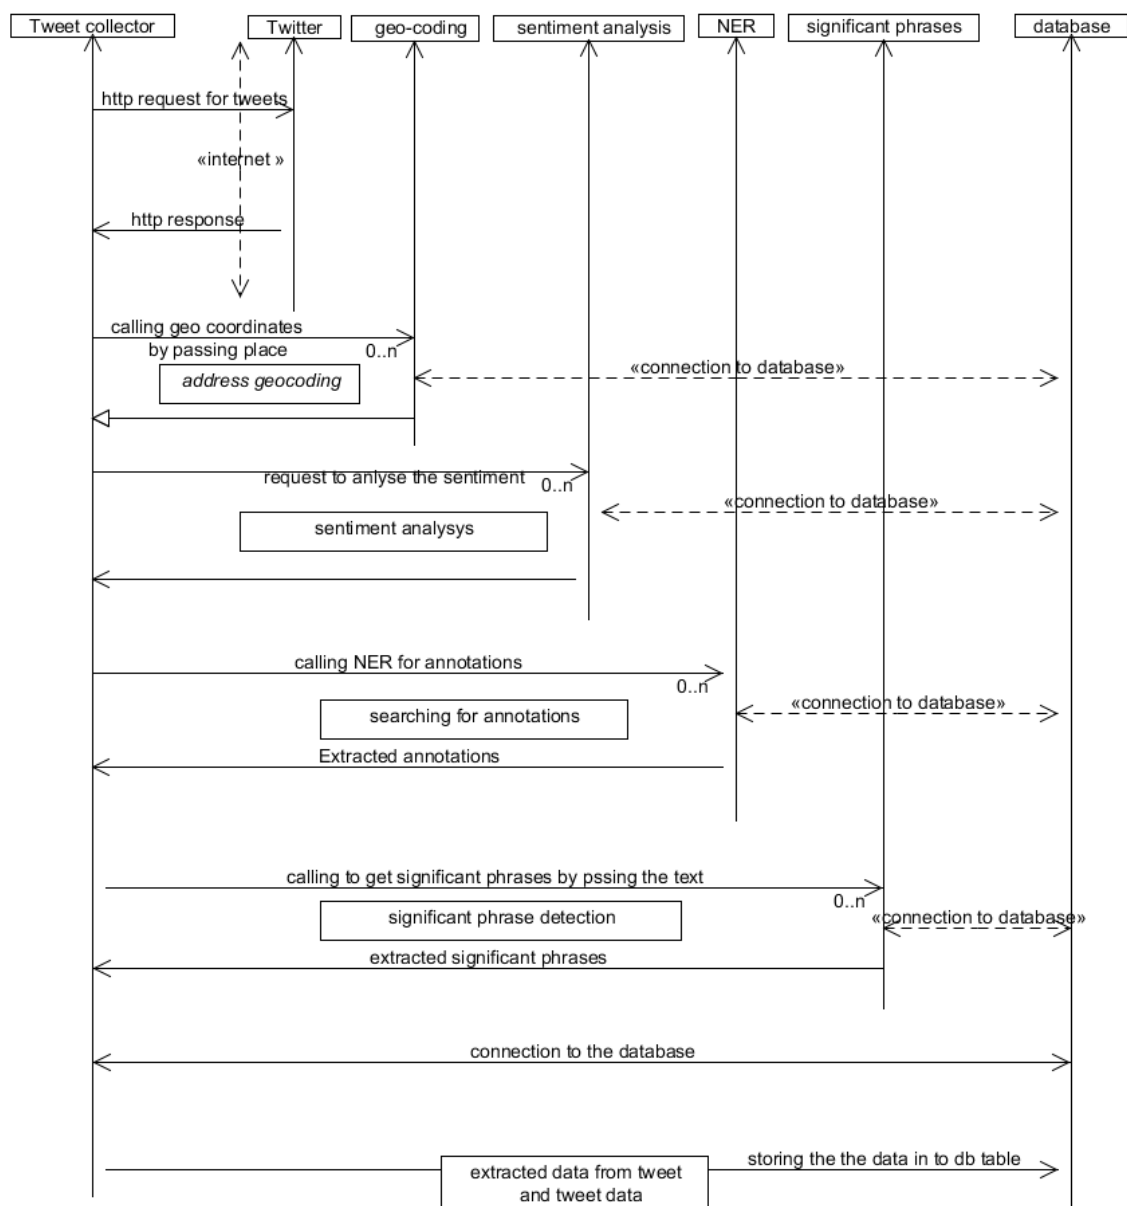 Tweet collector
Twitter
geo-coding
sentiment analysis
NER
significant phrases
database
http request for tweets
«internet »
http response
calling geo coordinates
by passing place
0..n
address geocoding
«connection to database»
request to anlyse the sentiment
0..n
«connection to database»
sentiment analysys
calling NER for annotations
0..n
searching for annotations
«connection to database»
Extracted annotations
calling to get significant phrases by pssing the text
0..n
significant phrase detection
«connection to database»
extracted significant phrases
connection to the database
storing the the data in to db table
extracted data from tweet
and tweet data